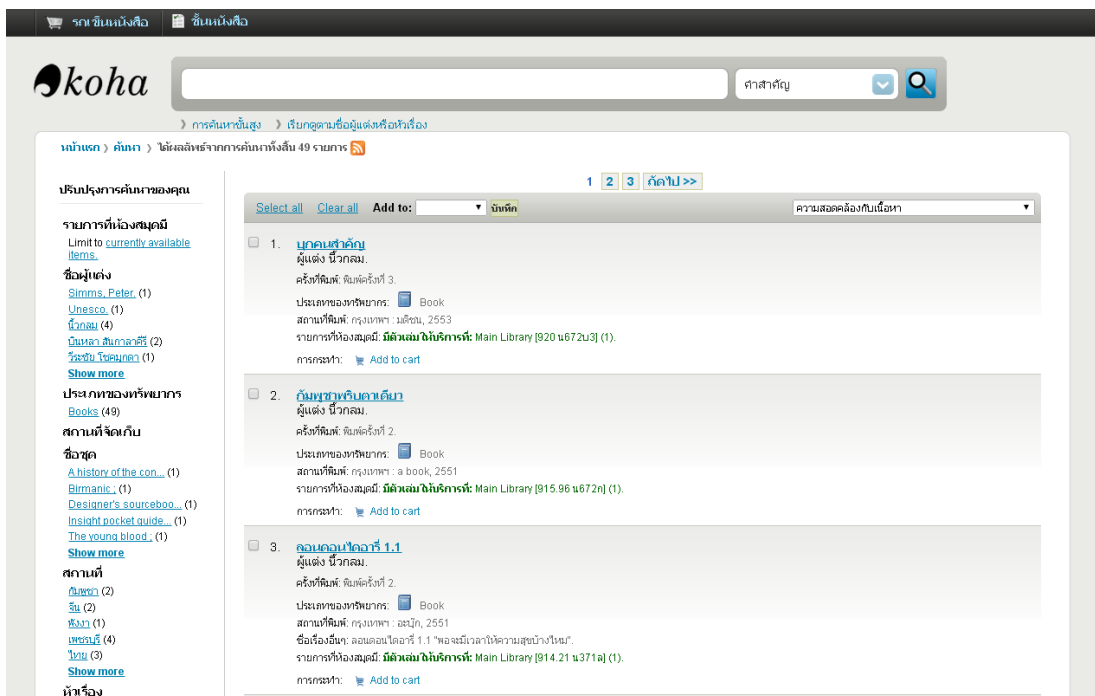 รถเข็นหนังสือ ชั้นหนังสือ
koha
คำสำคัญ
การค้นหาขั้นสูง เรียกดูตามชื่อผู้แต่งหรือหัวเรื่อง
หน้าแรก ค้นหา ได้ผลลัพธ์จากการค้นหาทั้งสิ้น 49 รายการ
ปรับปรุงการค้นหาของคุณ
รายการที่ห้องสมุดมี
Limit to currently available
items.
ชื่อผู้แต่ง
Simms, Peter. (1)
Unesco. (1)
นิ้วกลม (4)
บันหลา สันกาลาคีรี (2)
วีระชัย โชคมุกดา (1)
Show more
ประเภทของทรัพยากร
Books (49)
สถานที่จัดเก็บ
ชื่อชุด
A history of the con... (1)
Birmanic ; (1)
Designer's sourceboo... (1)
Insight pocket guide... (1)
The young blood ; (1)
Show more
สถานที่
กัมพูชา (2)
จีน (2)
พังงา (1)
เพชรบุรี (4)
ไทย (3)
Show more
หัวเรื่อง
1 2 3 ถัดไป >>
Select all Clear all Add to: บันทึก ความสอดคล้องกับเนื้อหา
1. บุคคนสำคัญ
ผู้แต่ง นิ้วกลม.
ครั้งที่พิมพ์: พิมพ์ครั้งที่ 3.
ประเภทของทรัพยากร: Book
สถานที่พิมพ์: กรุงเทพฯ : มติชน, 2553
รายการที่ห้องสมุดมี: มีตัวเล่มให้บริการที่: Main Library [920 น672บ3] (1).
การกระทำ: Add to cart
2. กัมพูชาพริบตาเดียว
ผู้แต่ง นิ้วกลม.
ครั้งที่พิมพ์: พิมพ์ครั้งที่ 2.
ประเภทของทรัพยากร: Book
สถานที่พิมพ์: กรุงเทพฯ : a book, 2551
รายการที่ห้องสมุดมี: มีตัวเล่มให้บริการที่: Main Library [915.96 น672ก] (1).
การกระทำ: Add to cart
3. ลอนดอนไดอารี่ 1.1
ผู้แต่ง นิ้วกลม.
ครั้งที่พิมพ์: พิมพ์ครั้งที่ 2.
ประเภทของทรัพยากร: Book
สถานที่พิมพ์: กรุงเทพฯ : อะบุ๊ก, 2551
ชื่อเรื่องอื่นๆ: ลอนดอนไดอารี่ 1.1 "พอจะมีเวลาให้ความสุขบ้างไหม".
รายการที่ห้องสมุดมี: มีตัวเล่มให้บริการที่: Main Library [914.21 น371ล] (1).
การกระทำ: Add to cart